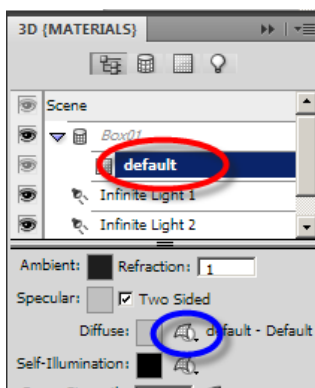 3D {MATERIALS}
Scene
Box01
default
Infinite Light 1
Infinite Light 2
Ambient: Refraction: 1
Specular: Two Sided
Diffuse: default - Default
Self-Illumination: